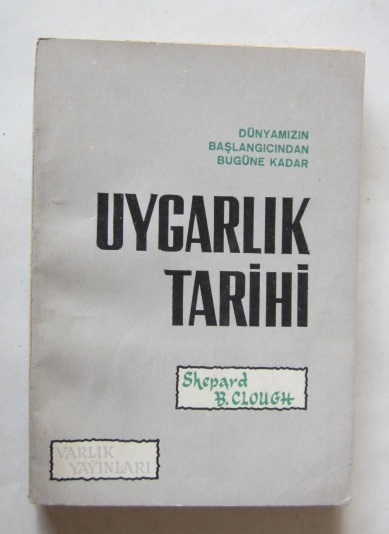 DÜNYAMIZIN
BAŞLANGICINDAN
BUGÜNE KADAR
UYGARLIK
TARİHİ
Shepard
B. CLOUGH
VARLIK
YAYINLARI